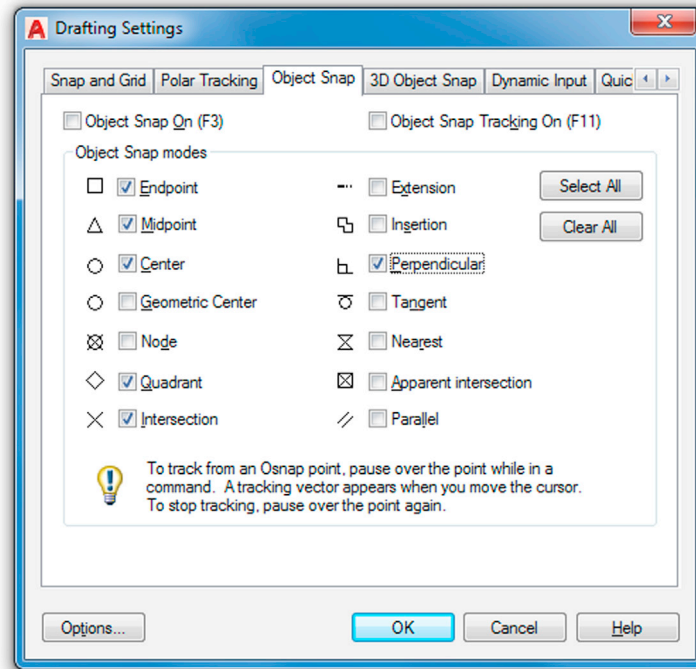 Drafting Settings
Snap and Grid Polar Tracking Object Snap 3D Object Snap Dynamic Input Quic
Object Snap On (F3) Object Snap Tracking On (F11)
Object Snap modes
Endpoint Extension Select All
Midpoint Insertion Clear All
Center Perpendicular
Geometric Center Tangent
Node Nearest
Quadrant Apparent intersection
Intersection Parallel
To track from an Osnap point, pause over the point while in a
command. A tracking vector appears when you move the cursor.
To stop tracking, pause over the point again.
Options... OK Cancel Help